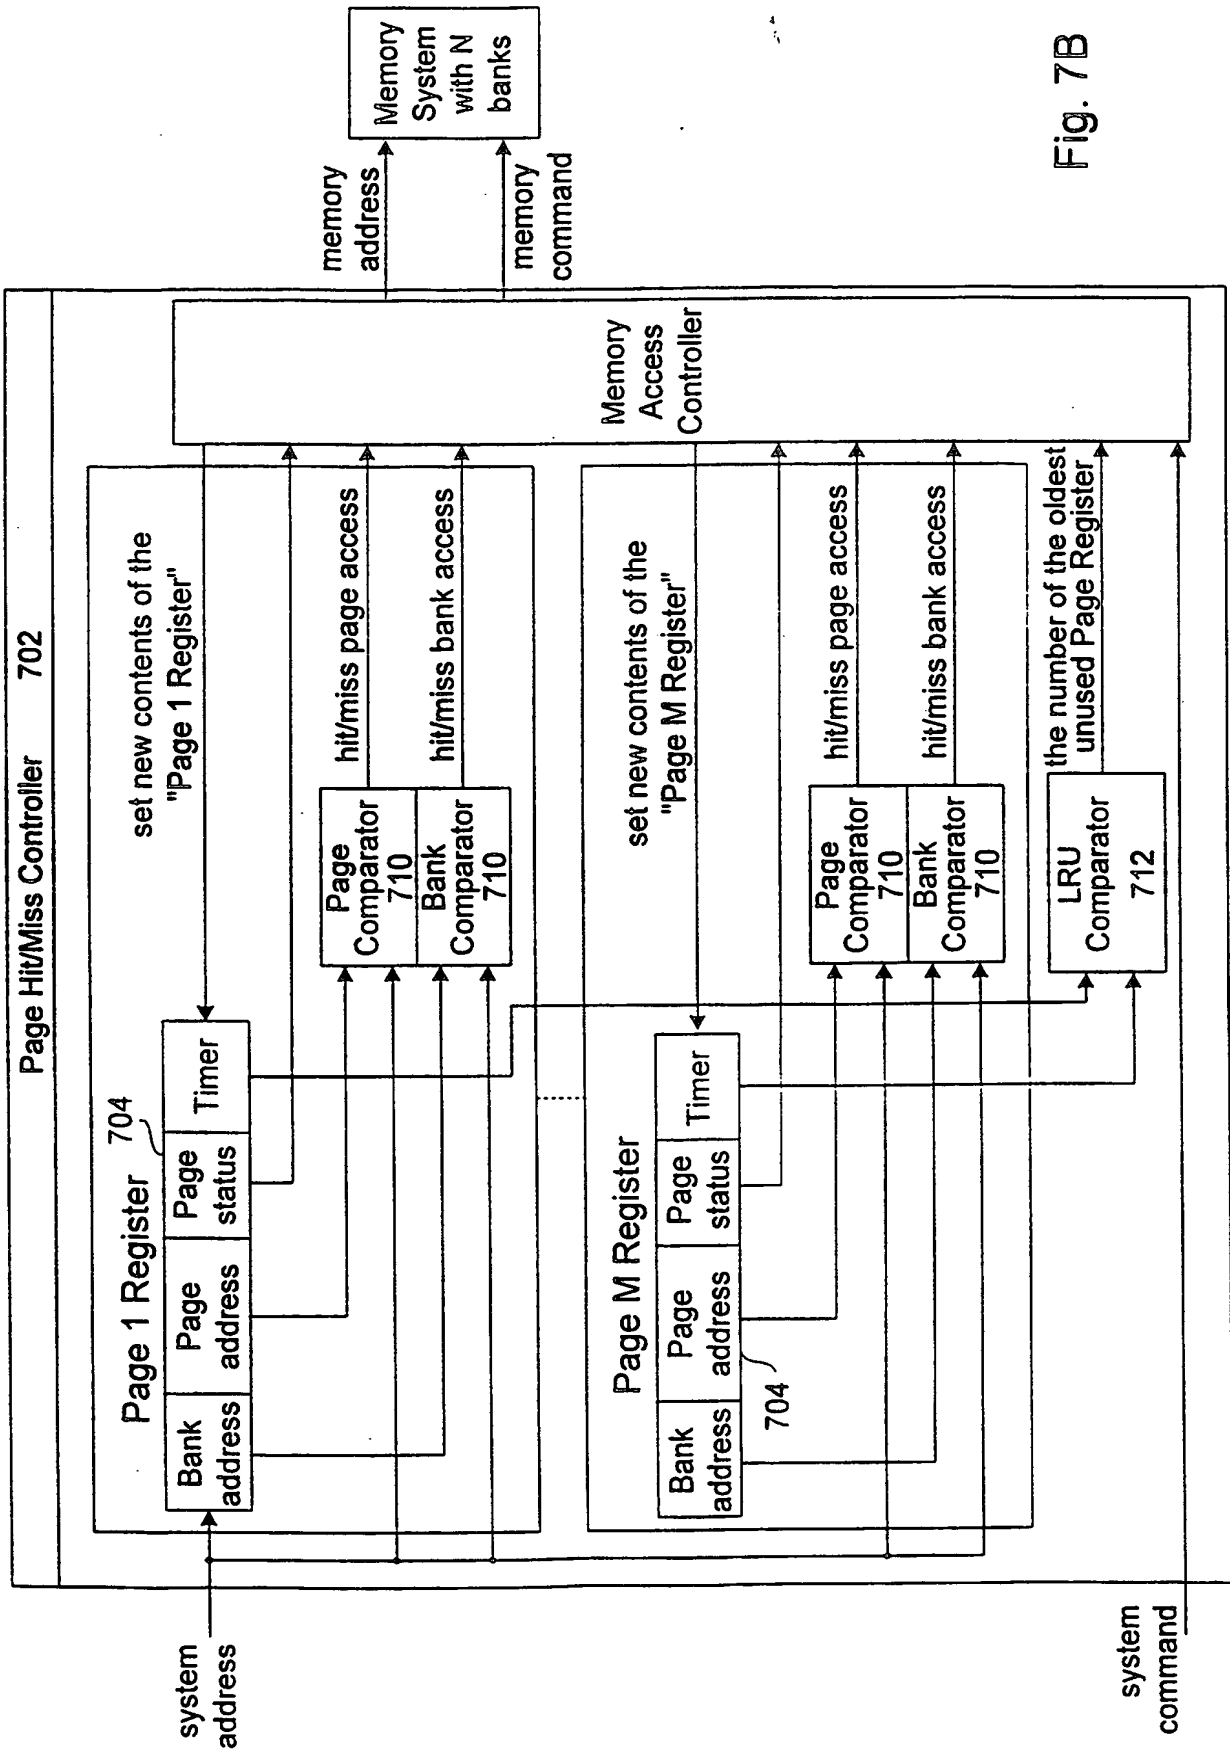 Page Hit/Miss Controller 702
system
address
Page 1 Register
704
Bank
address
Page
address
Page
status
Timer
set new contents of the
"Page 1 Register"
Page
Comparator
710
Bank
Comparator
710
hit/miss page access
hit/miss bank access
Page M Register
Bank
address
Page
address
Page
status
Timer
704
set new contents of the
"Page M Register"
Page
Comparator
710
Bank
Comparator
710
hit/miss page access
hit/miss bank access
LRU
Comparator
712
the number of the oldest
unused Page Register
system
command
Memory
Access
Controller
memory
address
memory
command
Memory
System
with N
banks
Fig. 7B